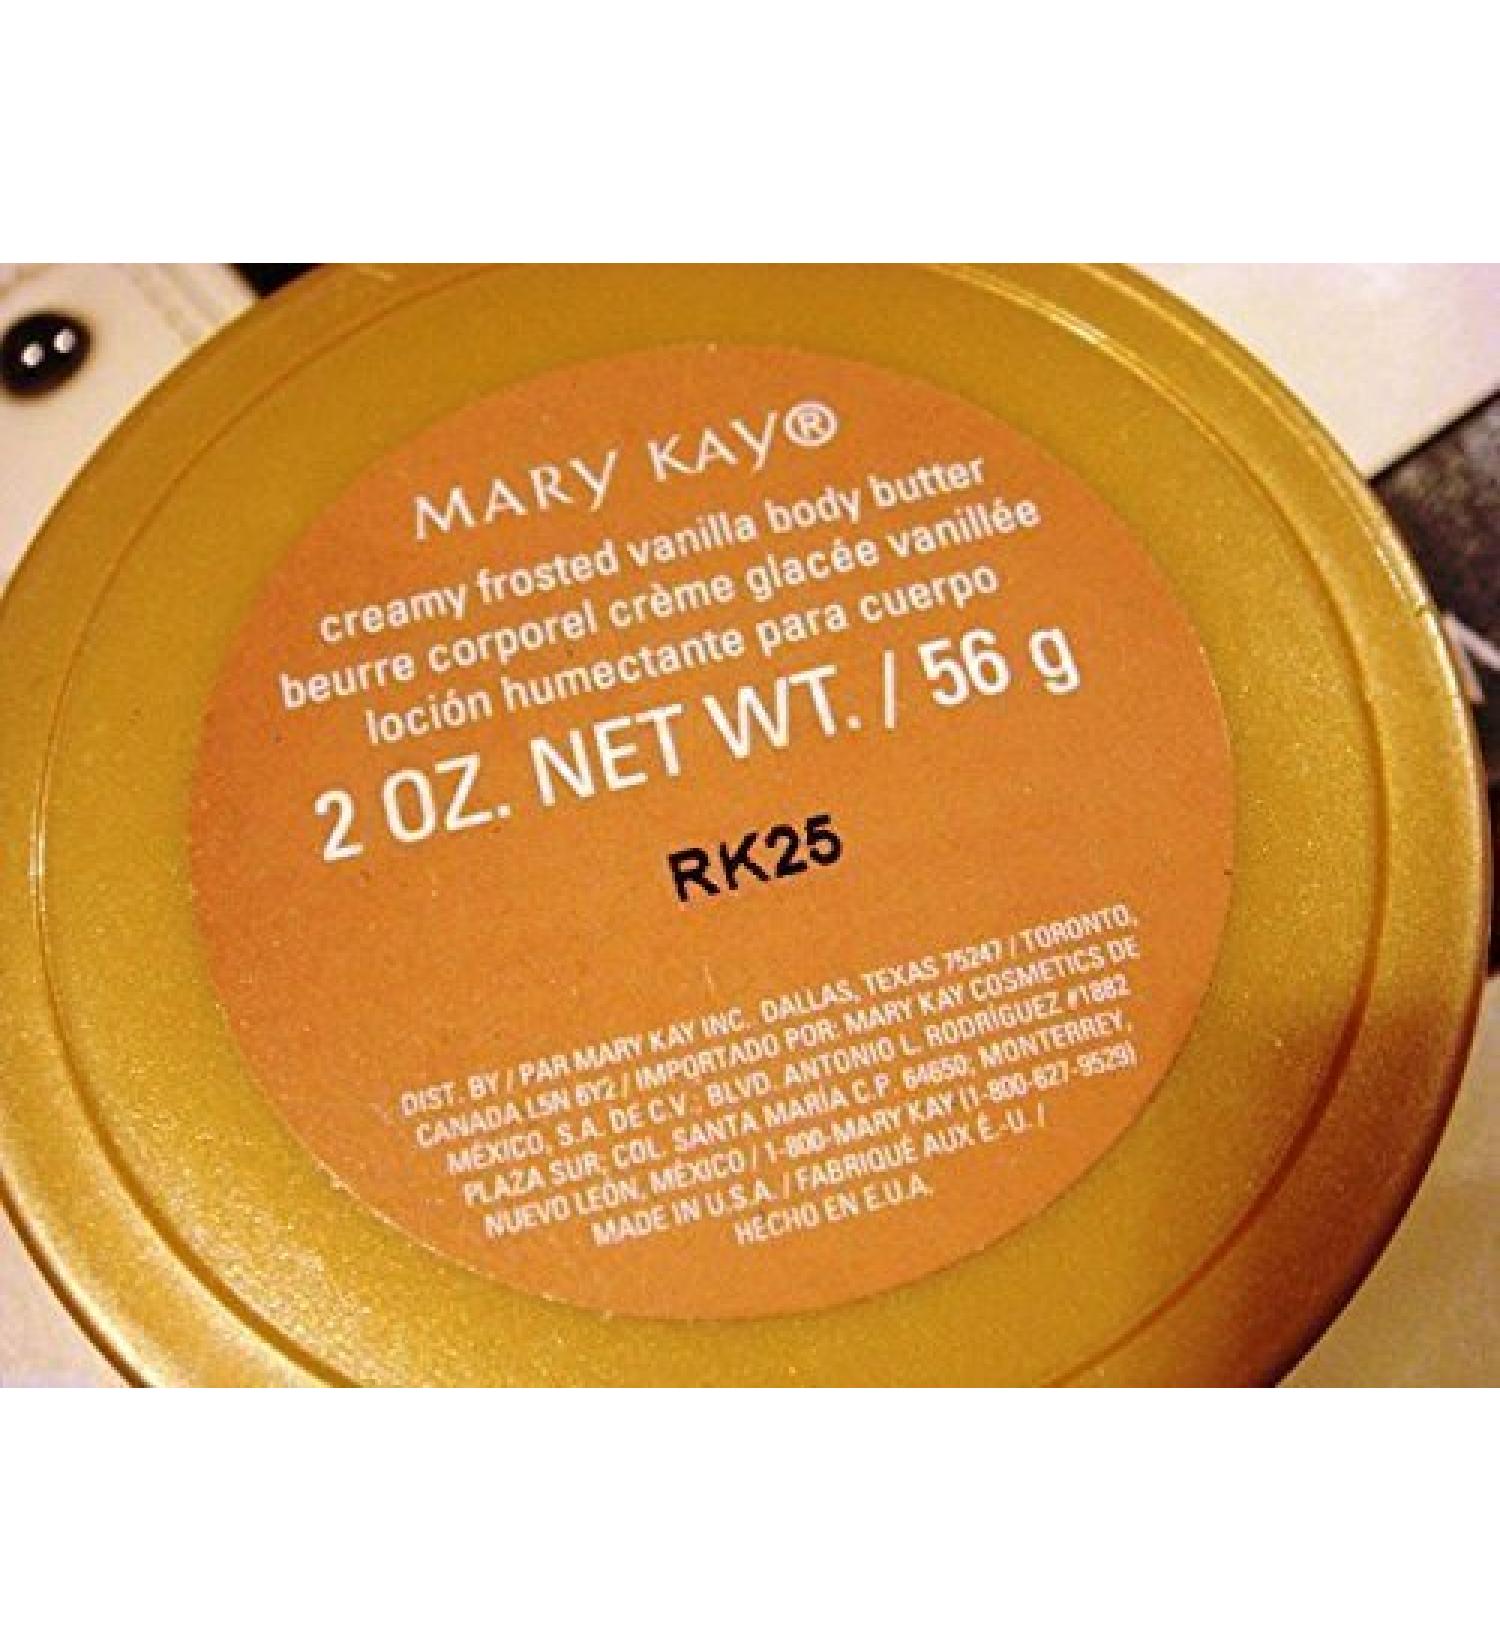 MARY KAY®
creamy frosted vanilla body butter
beurre corporel crème glacée vanillée
loción humectante para cuerpo
2 OZ. NET WT. / 56 g
RK25
DIST. BY / PAR MARY KAY INC. DALLAS, TEXAS 75247 / TORONTO,
CANADA L5N 6Y2 / IMPORTADO POR: MARY KAY COSMETICS DE
MÉXICO, S.A. DE C.V.. BLVD. ANTONIO L. RODRÍGUEZ #1882
PLAZA SUR, COL. SANTA MARÍA C.P. 64650; MONTERREY,
NUEVO LEÓN, MÉXICO / 1-800-MARY KAY (1-800-627-9529)
MADE IN U.S.A. / FABRIQUÉ AUX É.-U. /
HECHO EN E.U.A.